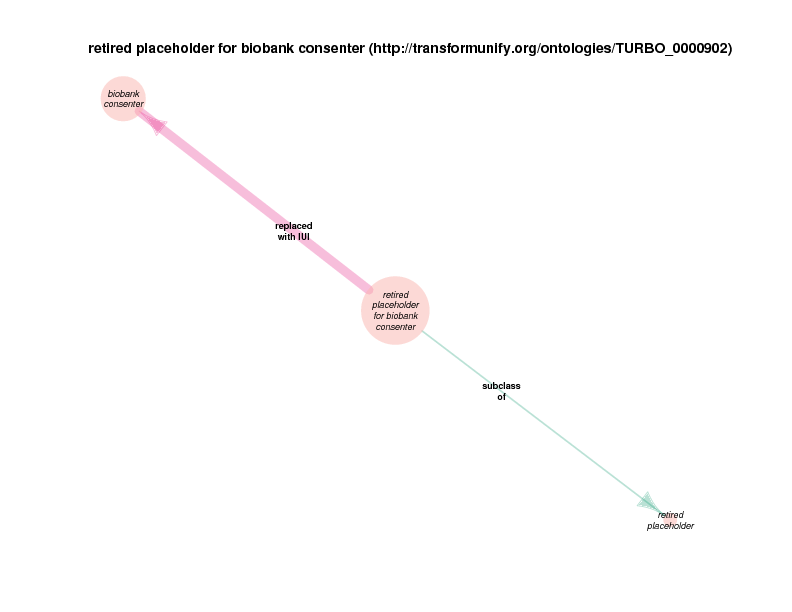 retired placeholder for biobank consenter (http://transformunify.org/ontologies/TURBO_0000902)
biobank
consenter
replaced
with IUI
retired
placeholder
for biobank
consenter
subclass
of
retired
placeholder